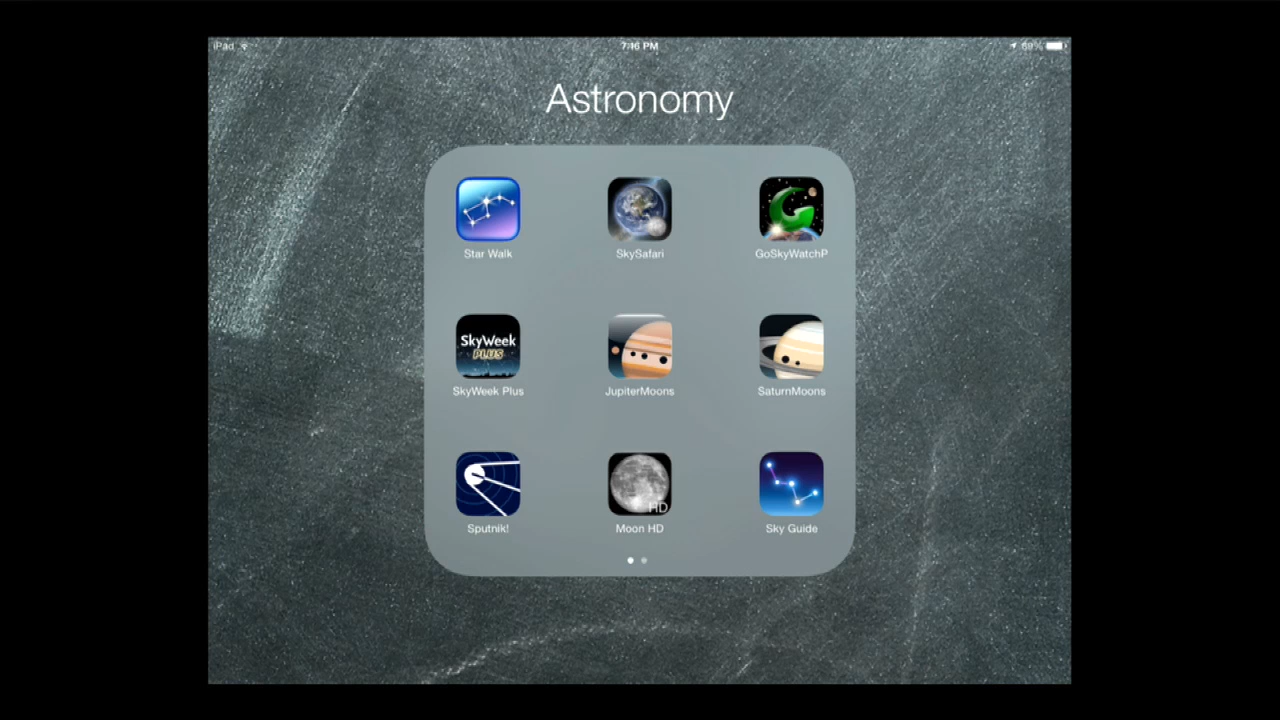 iPad
7:16 PM
89%
Astronomy
Star Walk
SkySafari
GoSkyWatchP
SkyWeek
PLUS
SkyWeek Plus
JupiterMoons
SaturnMoons
HD
Sputnik!
Moon HD
Sky Guide